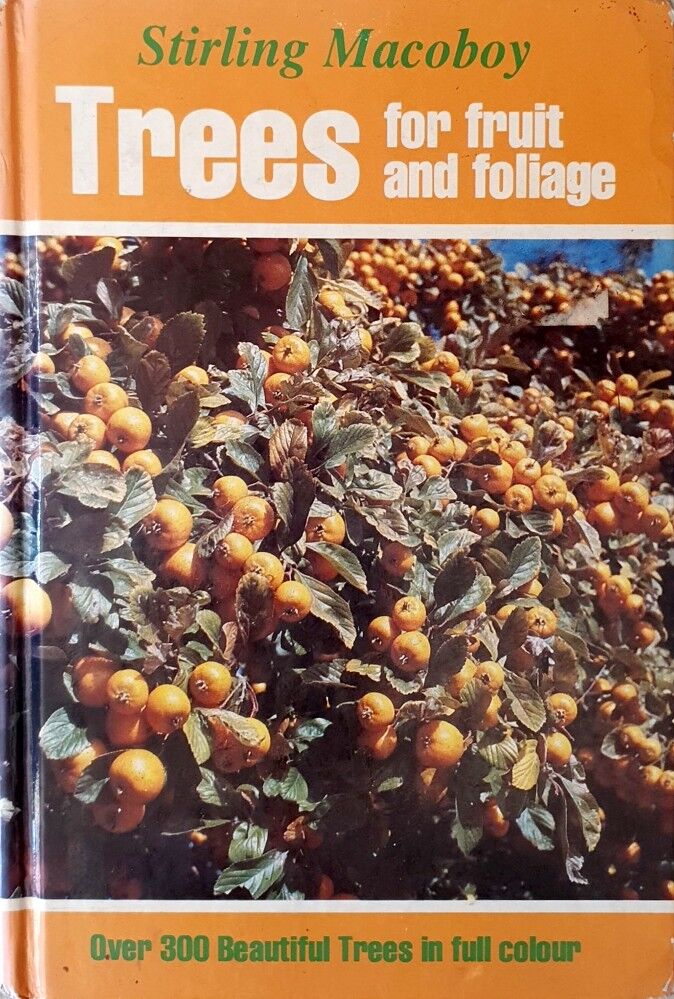 Stirling Macoboy
Trees for fruit
and foliage
Over 300 Beautiful Trees in full colour